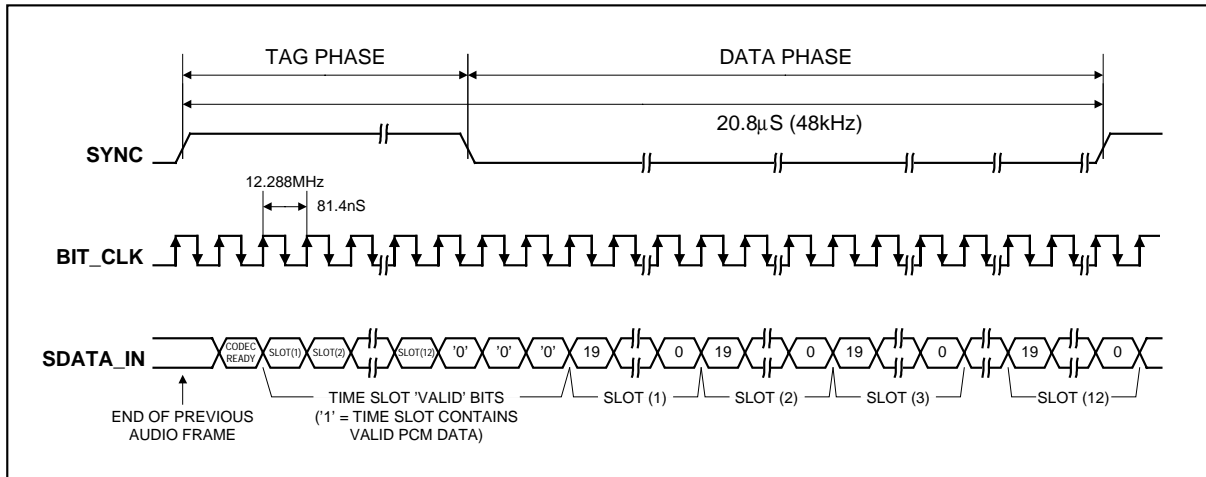 TAG PHASE
DATA PHASE
20.8μS (48kHz)
SYNC
12.288MHz
81.4nS
BIT_CLK
SDATA_IN
CODEC
READY
SLOT(1)
SLOT(2)
SLOT(12)
'0'
'0'
'0'
19
0
19
0
19
0
19
0
END OF PREVIOUS
AUDIO FRAME
TIME SLOT 'VALID' BITS
('1' = TIME SLOT CONTAINS
VALID PCM DATA)
SLOT (1)
SLOT (2)
SLOT (3)
SLOT (12)